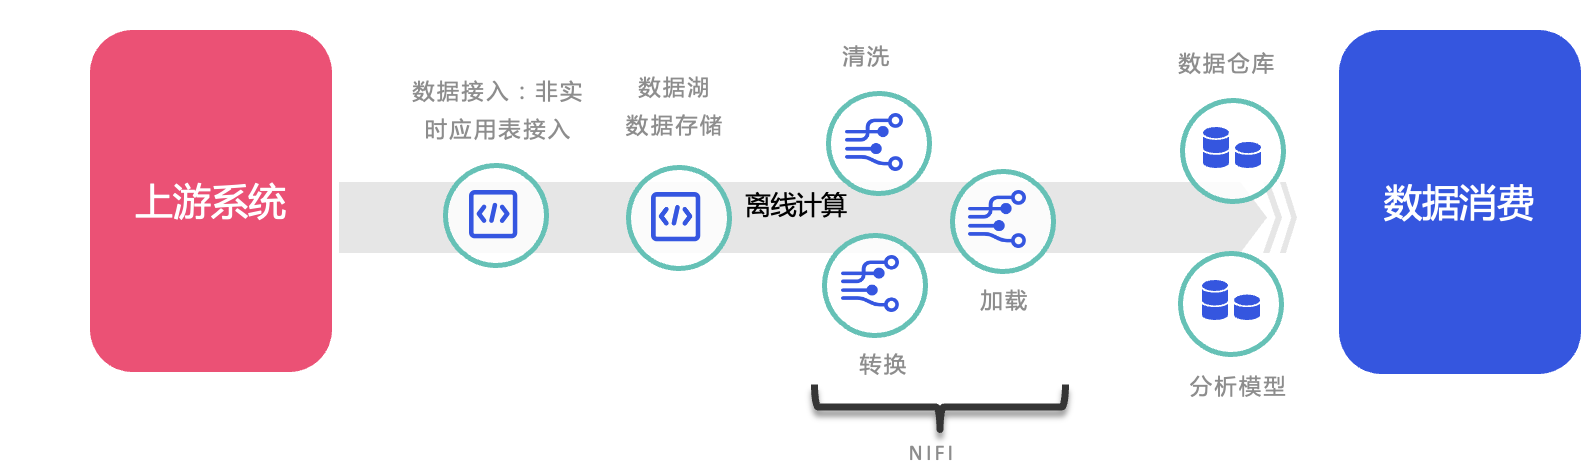 上游系统
数据接入：非实
时应用表接入
数据湖
数据存储
离线计算
清洗
转换
加载
NIFI
数据仓库
分析模型
数据消费